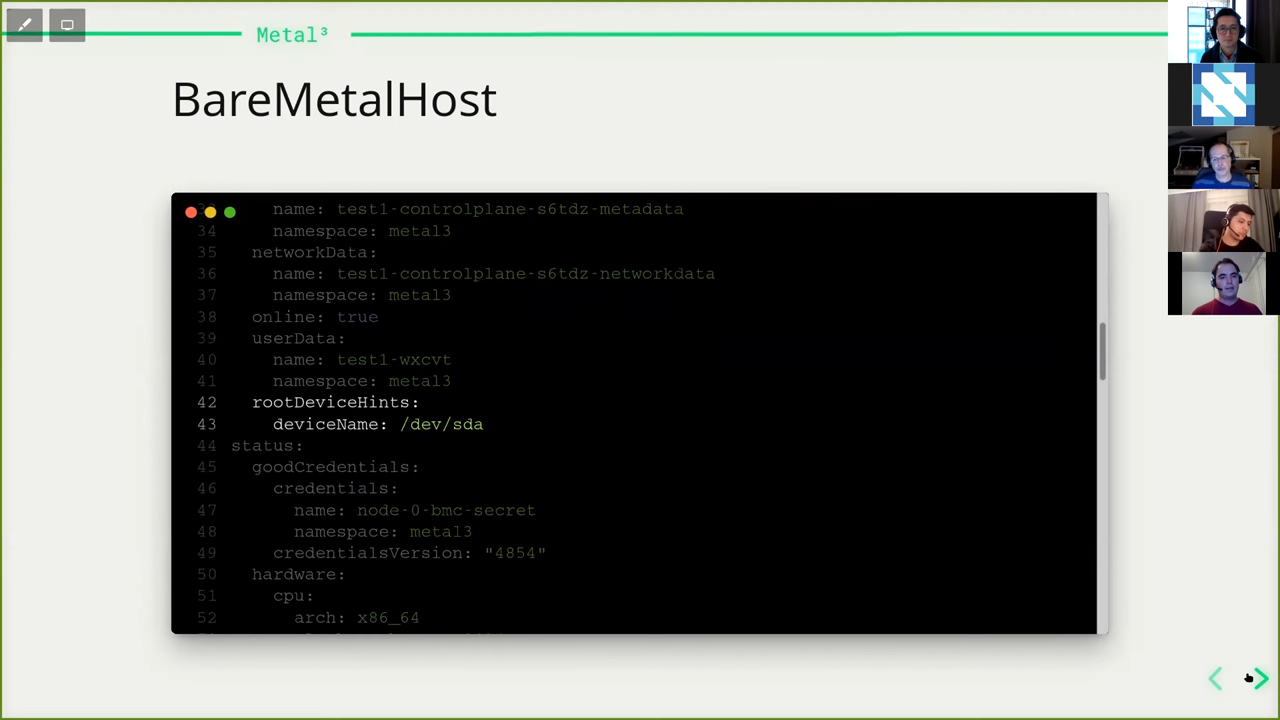 Metal³
BareMetalHost
33 name: test1-controlplane-s6tdz-metadata
34 namespace: metal3
35 networkData:
36 name: test1-controlplane-s6tdz-networkdata
37 namespace: metal3
38 online: true
39 userData:
40 name: test1-wxcvt
41 namespace: metal3
42 rootDeviceHints:
43 deviceName: /dev/sda
44 status:
45 goodCredentials:
46 credentials:
47 name: node-0-bmc-secret
48 namespace: metal3
49 credentialsVersion: "4854"
50 hardware:
51 cpu:
52 arch: x86_64